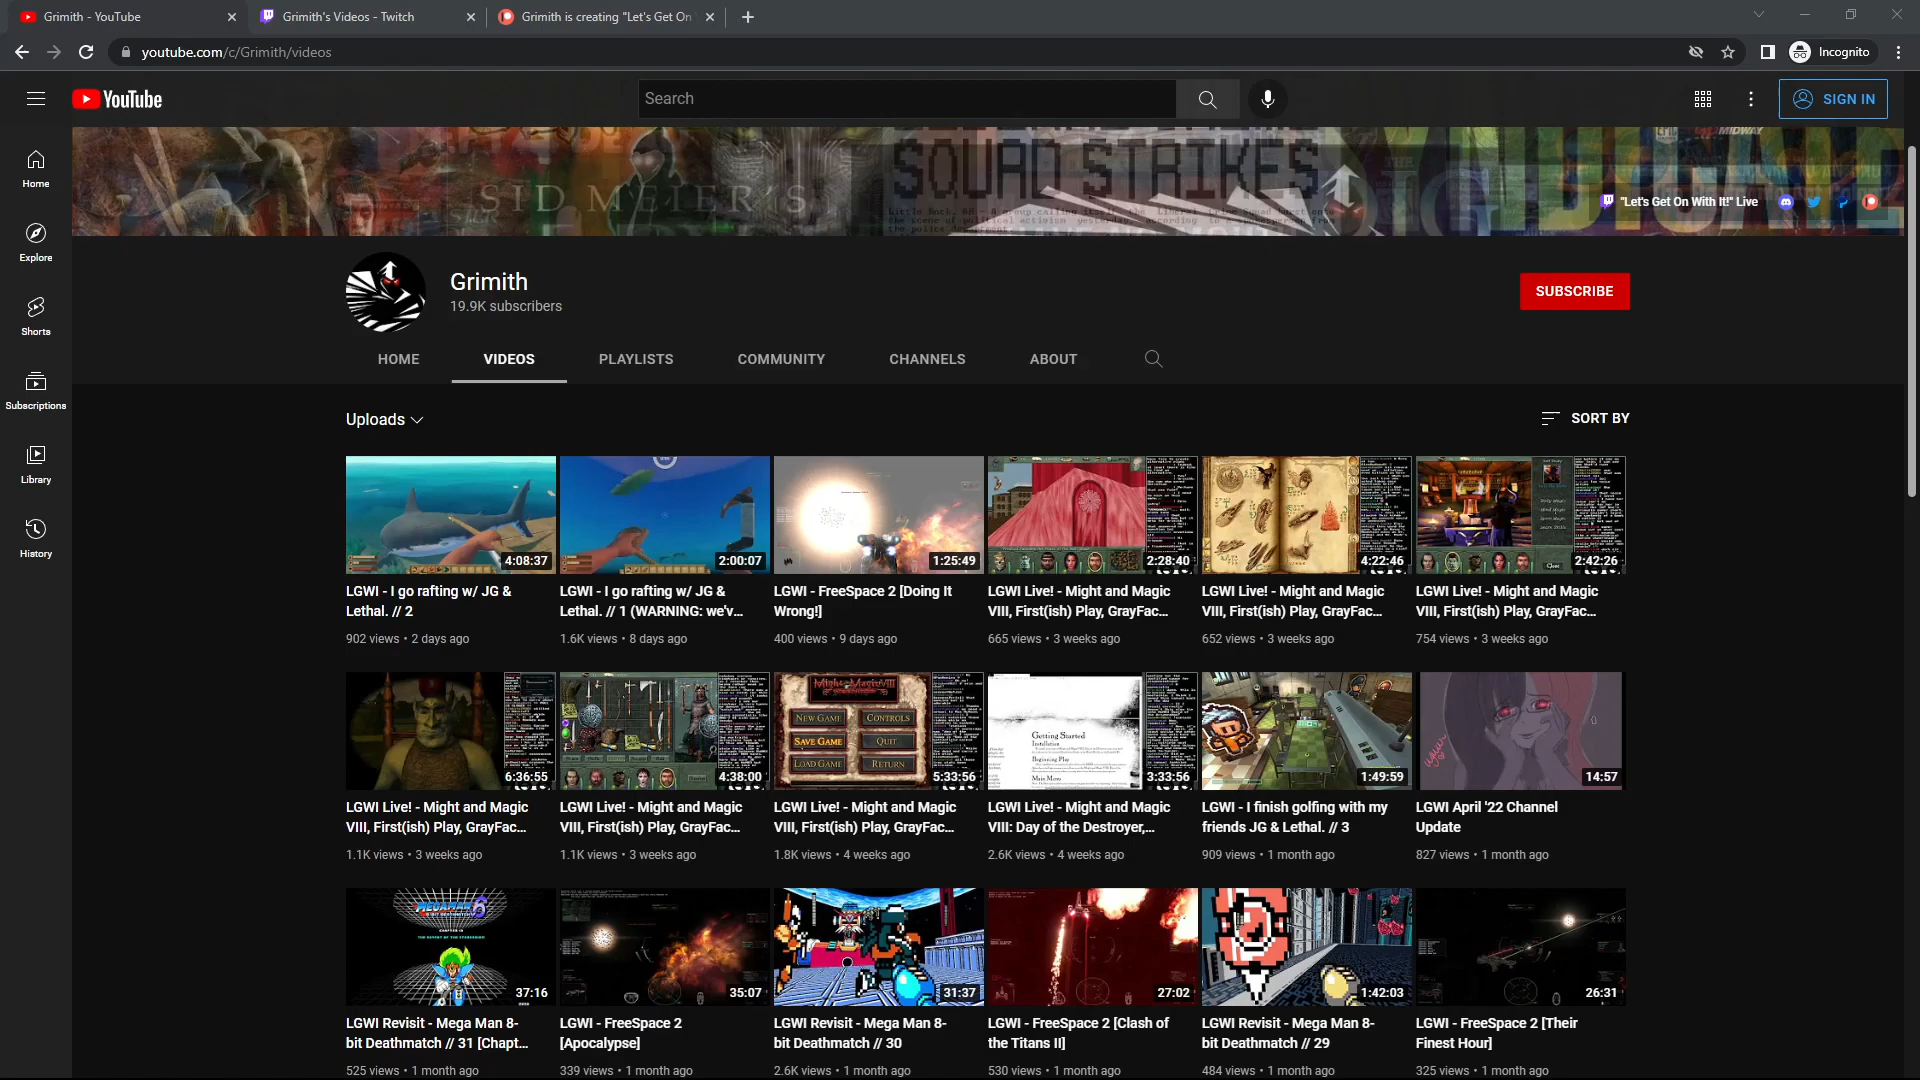 Grimith - YouTube
Grimith's Videos - Twitch
Grimith is creating "Let's Get On
youtube.com/c/Grimith/videos
Incognito
YouTube
Search
SIGN IN
Home
Explore
Shorts
Subscriptions
Library
History
SID MEIER'S
SQUAD STRIKES
MIDWAY
"Let's Get On With It!" Live
Grimith
19.9K subscribers
SUBSCRIBE
HOME
VIDEOS
PLAYLISTS
COMMUNITY
CHANNELS
ABOUT
Uploads
SORT BY
4:08:37
2:00:07
1:25:49
2:28:40
4:22:46
2:42:26
LGWI - I go rafting w/ JG &
Lethal. // 2
902 views • 2 days ago
LGWI - I go rafting w/ JG &
Lethal. // 1 (WARNING: we'v...
1.6K views • 8 days ago
LGWI - FreeSpace 2 [Doing It
Wrong!]
400 views • 9 days ago
LGWI Live! - Might and Magic
VIII, First(ish) Play, GrayFac...
665 views • 3 weeks ago
LGWI Live! - Might and Magic
VIII, First(ish) Play, GrayFac...
652 views • 3 weeks ago
LGWI Live! - Might and Magic
VIII, First(ish) Play, GrayFac...
754 views • 3 weeks ago
6:36:55
4:38:00
Might and Magic VIII
NEW GAME
CONTROLS
SAVE GAME
QUIT
LOAD GAME
RETURN
5:33:56
Getting Started
Installation
Beginning Play
Main Menu
3:33:56
1:49:59
14:57
LGWI Live! - Might and Magic
VIII, First(ish) Play, GrayFac...
1.1K views • 3 weeks ago
LGWI Live! - Might and Magic
VIII, First(ish) Play, GrayFac...
1.1K views • 3 weeks ago
LGWI Live! - Might and Magic
VIII, First(ish) Play, GrayFac...
1.8K views • 4 weeks ago
LGWI Live! - Might and Magic
VIII: Day of the Destroyer,...
2.6K views • 4 weeks ago
LGWI - I finish golfing with my
friends JG & Lethal. // 3
909 views • 1 month ago
LGWI April '22 Channel
Update
827 views • 1 month ago
MEGAMAN 6
37:16
35:07
31:37
27:02
1:42:03
26:31
LGWI Revisit - Mega Man 8-
bit Deathmatch // 31 [Chapt...
525 views • 1 month ago
LGWI - FreeSpace 2
[Apocalypse]
339 views • 1 month ago
LGWI Revisit - Mega Man 8-
bit Deathmatch // 30
2.6K views • 1 month ago
LGWI - FreeSpace 2 [Clash of
the Titans II]
530 views • 1 month ago
LGWI Revisit - Mega Man 8-
bit Deathmatch // 29
484 views • 1 month ago
LGWI - FreeSpace 2 [Their
Finest Hour]
325 views • 1 month ago